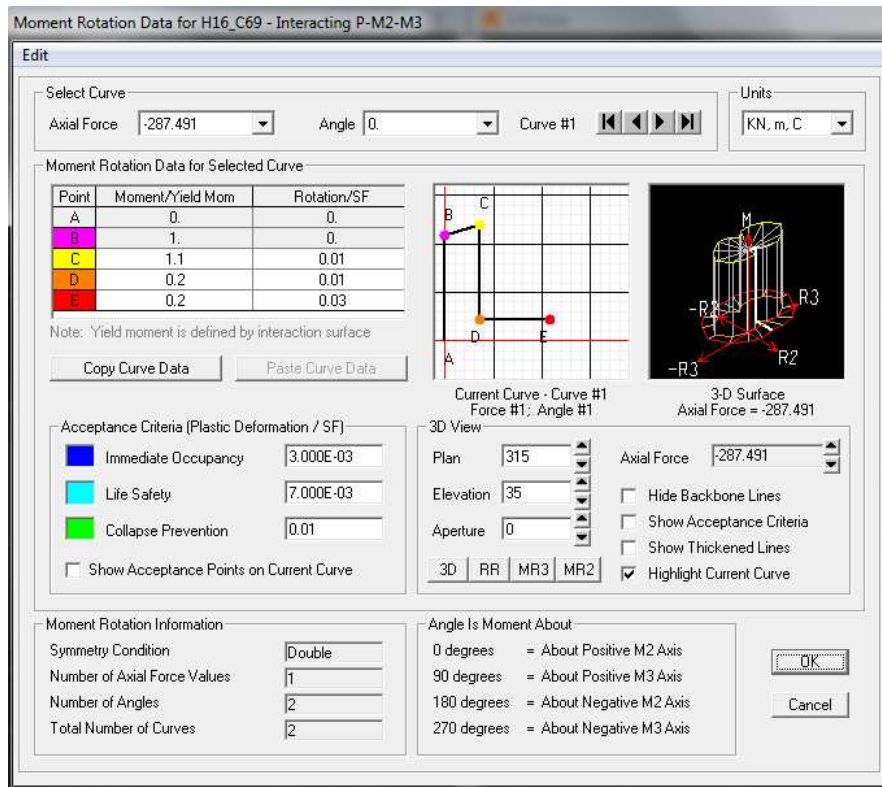 Moment Rotation Data for H16_C69 - Interacting P-M2-M3
Edit
Select Curve
Axial Force -287.491 Angle 0. Curve #1
Units
KN, m, C
Moment Rotation Data for Selected Curve
Point Moment/Yield Mom Rotation/SF
A 0. 0.
B 1. 0.
C 1.1 0.01
D 0.2 0.01
E 0.2 0.03
Note: Yield moment is defined by interaction surface
Copy Curve Data Paste Curve Data
B C
D E
A
Current Curve - Curve #1
Force #1; Angle #1
M
-R2 R3
-R3 R2
3-D Surface
Axial Force = -287.491
Acceptance Criteria (Plastic Deformation / SF)
Immediate Occupancy 3.000E-03
Life Safety 7.000E-03
Collapse Prevention 0.01
Show Acceptance Points on Current Curve
3D View
Plan 315
Elevation 35
Aperture 0
3D RR MR3 MR2
Axial Force -287.491
Hide Backbone Lines
Show Acceptance Criteria
Show Thickened Lines
Highlight Current Curve
Moment Rotation Information
Symmetry Condition Double
Number of Axial Force Values 1
Number of Angles 2
Total Number of Curves 2
Angle Is Moment About
0 degrees = About Positive M2 Axis
90 degrees = About Positive M3 Axis
180 degrees = About Negative M2 Axis
270 degrees = About Negative M3 Axis
OK
Cancel